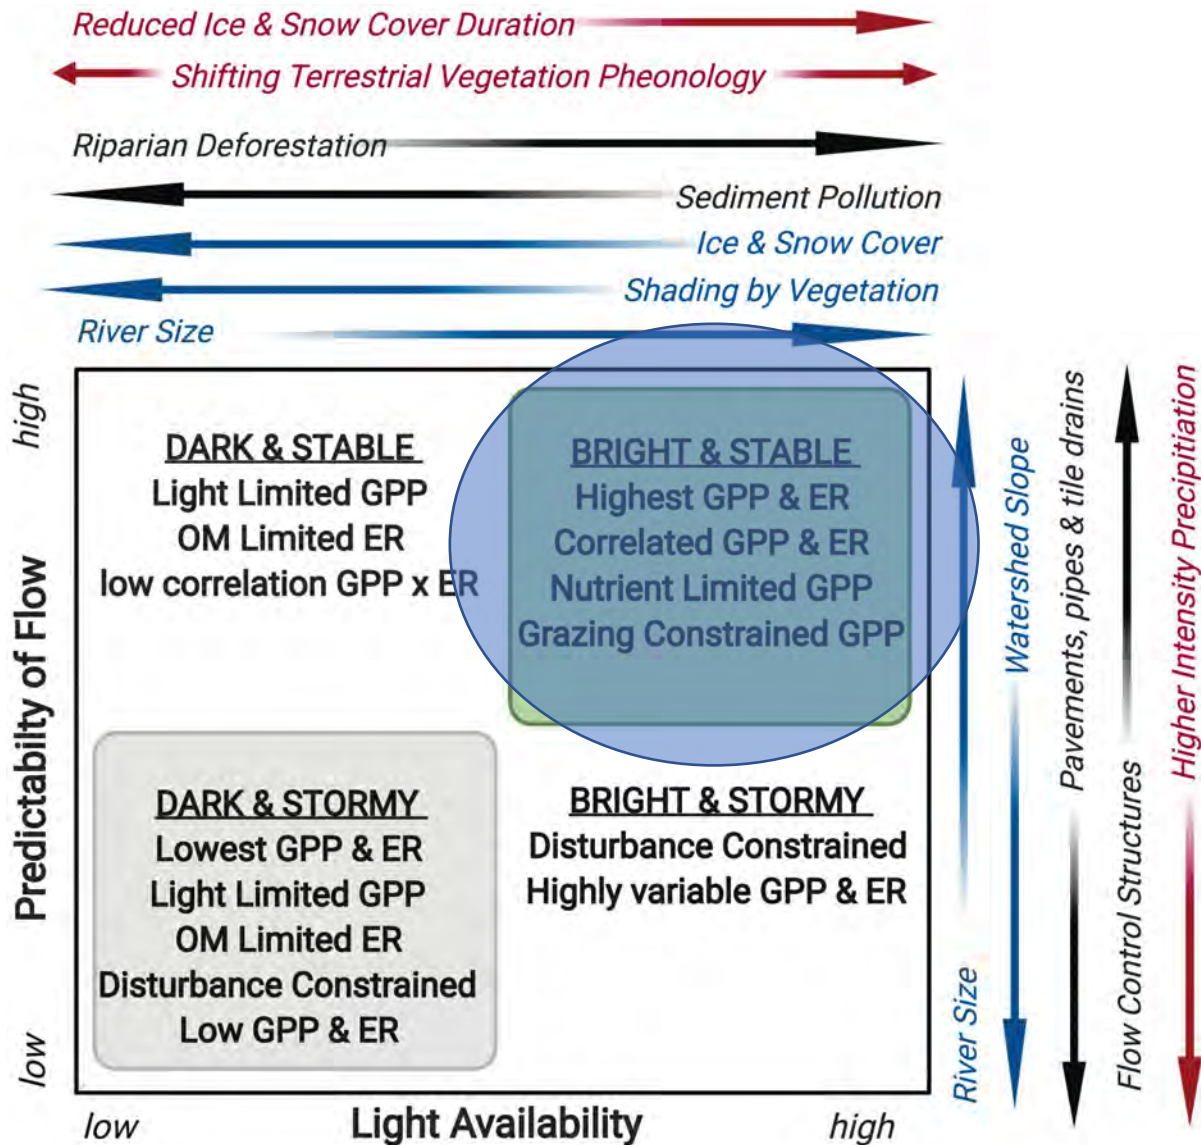 Reduced Ice & Snow Cover Duration
Shifting Terrestrial Vegetation Pheonology
Riparian Deforestation
Sediment Pollution
Ice & Snow Cover
Shading by Vegetation
River Size
high
Predictabilty of Flow
low
DARK & STABLE
Light Limited GPP
OM Limited ER
low correlation GPP x ER
BRIGHT & STABLE
Highest GPP & ER
Correlated GPP & ER
Nutrient Limited GPP
Grazing Constrained GPP
DARK & STORMY
Lowest GPP & ER
Light Limited GPP
OM Limited ER
Disturbance Constrained
Low GPP & ER
BRIGHT & STORMY
Disturbance Constrained
Highly variable GPP & ER
low
Light Availability
high
River Size
Watershed Slope
Pavements, pipes & tile drains
Flow Control Structures
Higher Intensity Precipitation